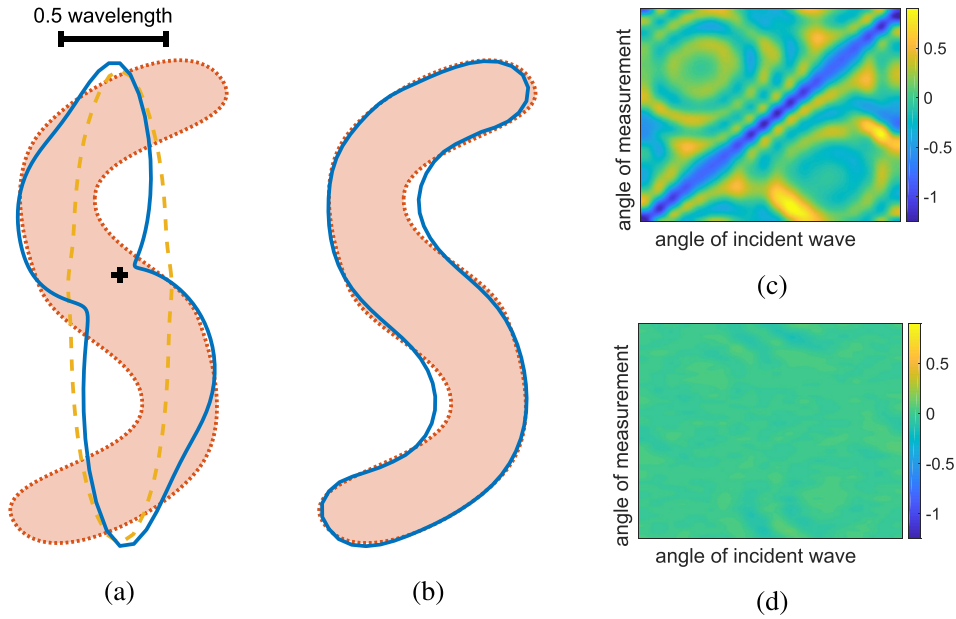 0.5 wavelength
(a)
(b)
angle of measurement
0.5
0
-0.5
-1
angle of incident wave
(c)
angle of measurement
0.5
0
-0.5
-1
angle of incident wave
(d)